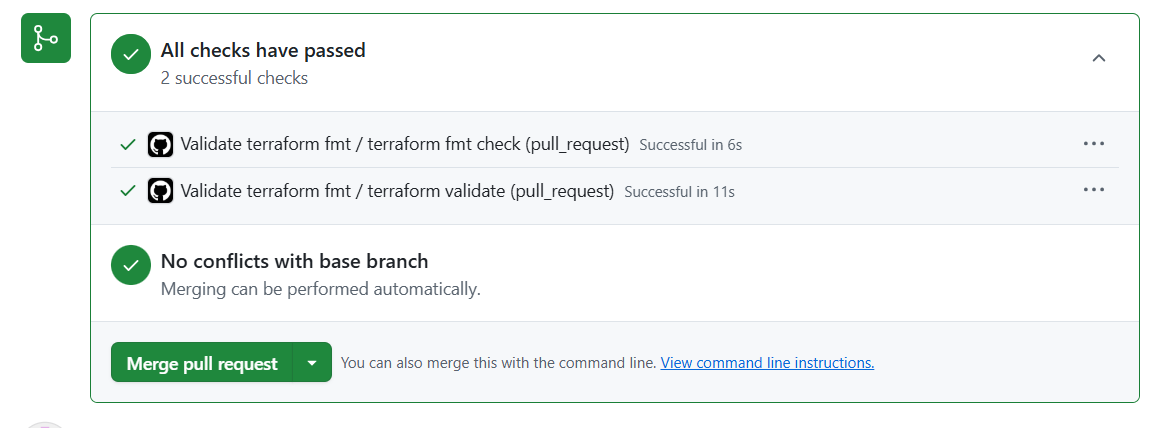 All checks have passed
2 successful checks
Validate terraform fmt / terraform fmt check (pull_request) Successful in 6s
Validate terraform fmt / terraform validate (pull_request) Successful in 11s
No conflicts with base branch
Merging can be performed automatically.
Merge pull request You can also merge this with the command line. View command line instructions.